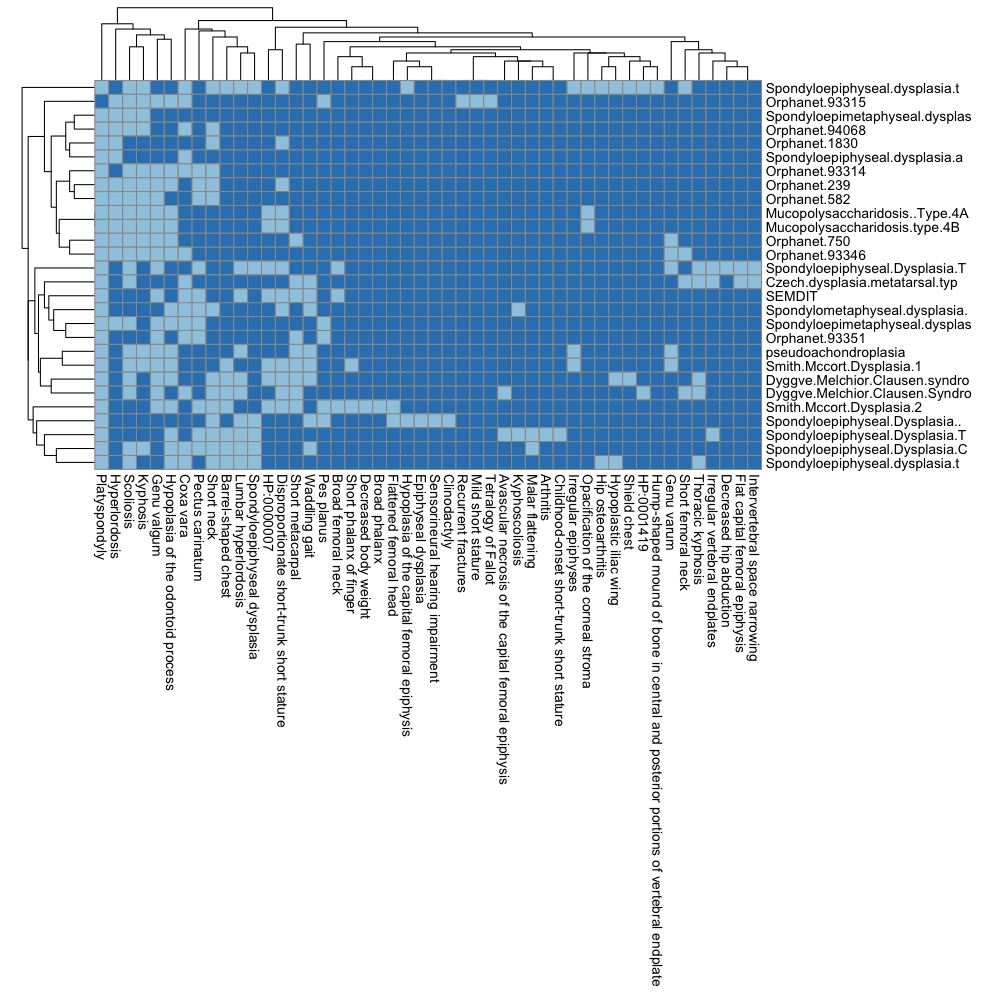 Spondyloepiphyseal.dysplasia.t
Orphanet.93315
Spondyloepimetaphyseal.dysplas
Orphanet.94068
Orphanet.1830
Spondyloepiphyseal.dysplasia.a
Orphanet.93314
Orphanet.239
Orphanet.582
Mucopolysaccharidosis..Type.4A
Mucopolysaccharidosis.type.4B
Orphanet.750
Orphanet.93346
Spondyloepiphyseal.Dysplasia.T
Czech.dysplasia.metatarsal.typ
SEMDIT
Spondylometaphyseal.dysplasia.
Spondyloepimetaphyseal.dysplas
Orphanet.93351
pseudoachondroplasia
Smith.Mccort.Dysplasia.1
Dyggve.Melchior.Clausen.syndro
Dyggve.Melchior.Clausen.Syndro
Smith.Mccort.Dysplasia.2
Spondyloepiphyseal.Dysplasia..
Spondyloepiphyseal.Dysplasia.T
Spondyloepiphyseal.Dysplasia.C
Spondyloepiphyseal.dysplasia.t
Platyspondyly
Hyperlordosis
Scoliosis
Kyphosis
Genu valgum
Hypoplasia of the odontoid process
Coxa vara
Pectus carinatum
Short neck
Barrel-shaped chest
Lumbar hyperlordosis
Spondyloepiphyseal dysplasia
HP:0000007
Disproportionate short-trunk short stature
Short metacarpal
Waddling gait
Pes planus
Broad femoral neck
Short phalanx of finger
Decreased body weight
Broad phalanx
Flattened femoral head
Hypoplasia of the capital femoral epiphysis
Epiphyseal dysplasia
Sensorineural hearing impairment
Clinodactyly
Recurrent fractures
Mild short stature
Tetralogy of Fallot
Avascular necrosis of the capital femoral epiphysis
Kyphoscoliosis
Malar flattening
Arthritis
Childhood-onset short-trunk short stature
Irregular epiphyses
Opacification of the corneal stroma
Hip osteoarthritis
Hypoplastic iliac wing
Shield chest
HP:0001419
Hump-shaped mound of bone in central and posterior portions of vertebral endplate
Genu varum
Short femoral neck
Thoracic kyphosis
Irregular vertebral endplates
Decreased hip abduction
Flat capital femoral epiphysis
Intervertebral space narrowing